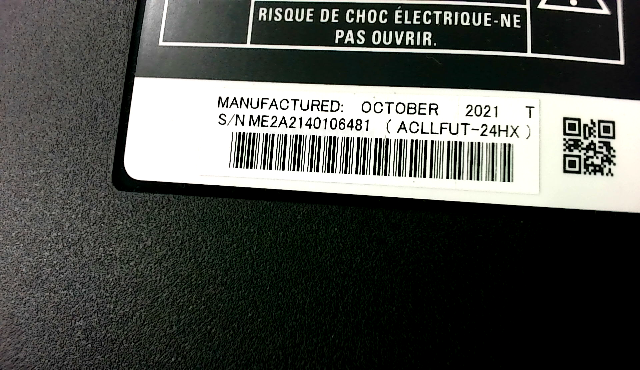 RISQUE DE CHOC ÉLECTRIQUE-NE
PAS OUVRIR.
MANUFACTURED: OCTOBER 2021 T
S/N ME2A2140106481 (ACLLFUT-24HX)